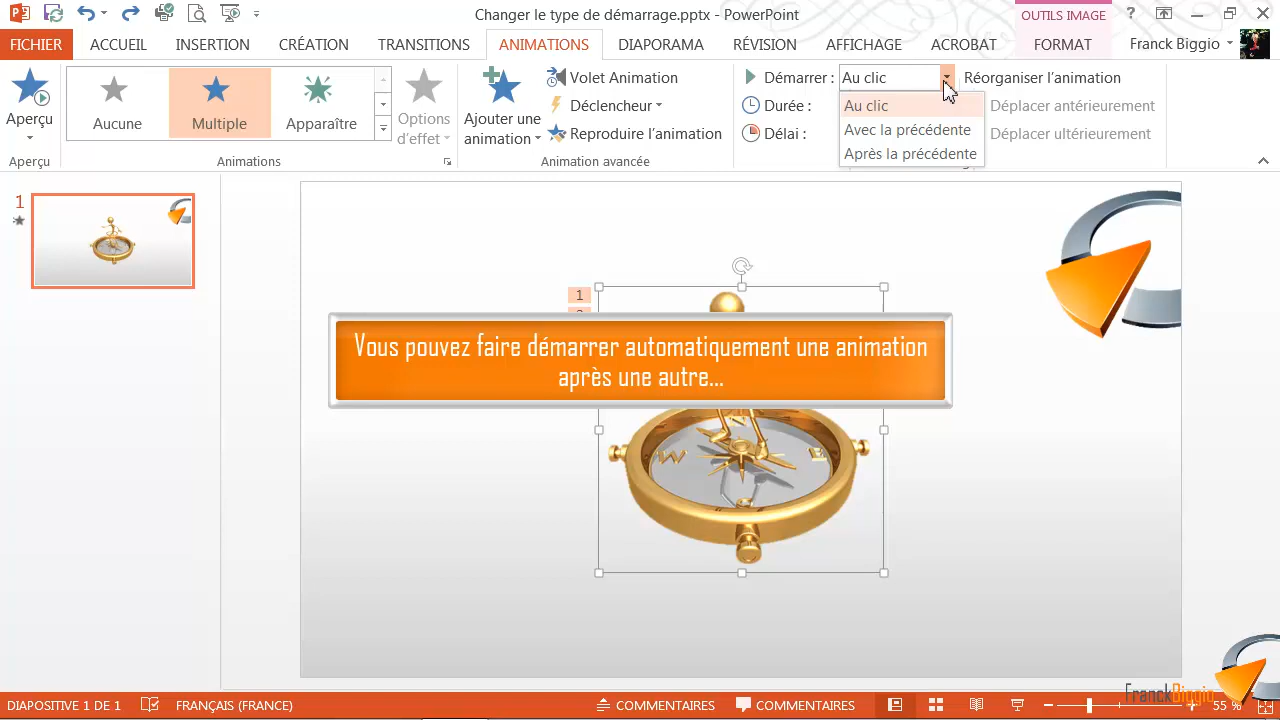 Changer le type de démarrage.pptx - PowerPoint
OUTILS IMAGE
?
FICHIER
ACCUEIL
INSERTION
CRÉATION
TRANSITIONS
ANIMATIONS
DIAPORAMA
RÉVISION
AFFICHAGE
ACROBAT
FORMAT
Franck Biggio
Aperçu
Aucune
Multiple
Apparaître
Options
d'effet
Ajouter une
animation
Volet Animation
Déclencheur
Reproduire l'animation
Démarrer :
Au clic
Durée :
Délai :
Au clic
Avec la précédente
Après la précédente
Réorganiser l'animation
Déplacer antérieurement
Déplacer ultérieurement
Aperçu
Animations
Animation avancée
1
1
Vous pouvez faire démarrer automatiquement une animation
après une autre...
N
W
E
S
FranckBiggio
DIAPOSITIVE 1 DE 1
FRANÇAIS (FRANCE)
COMMENTAIRES
COMMENTAIRES
55 %